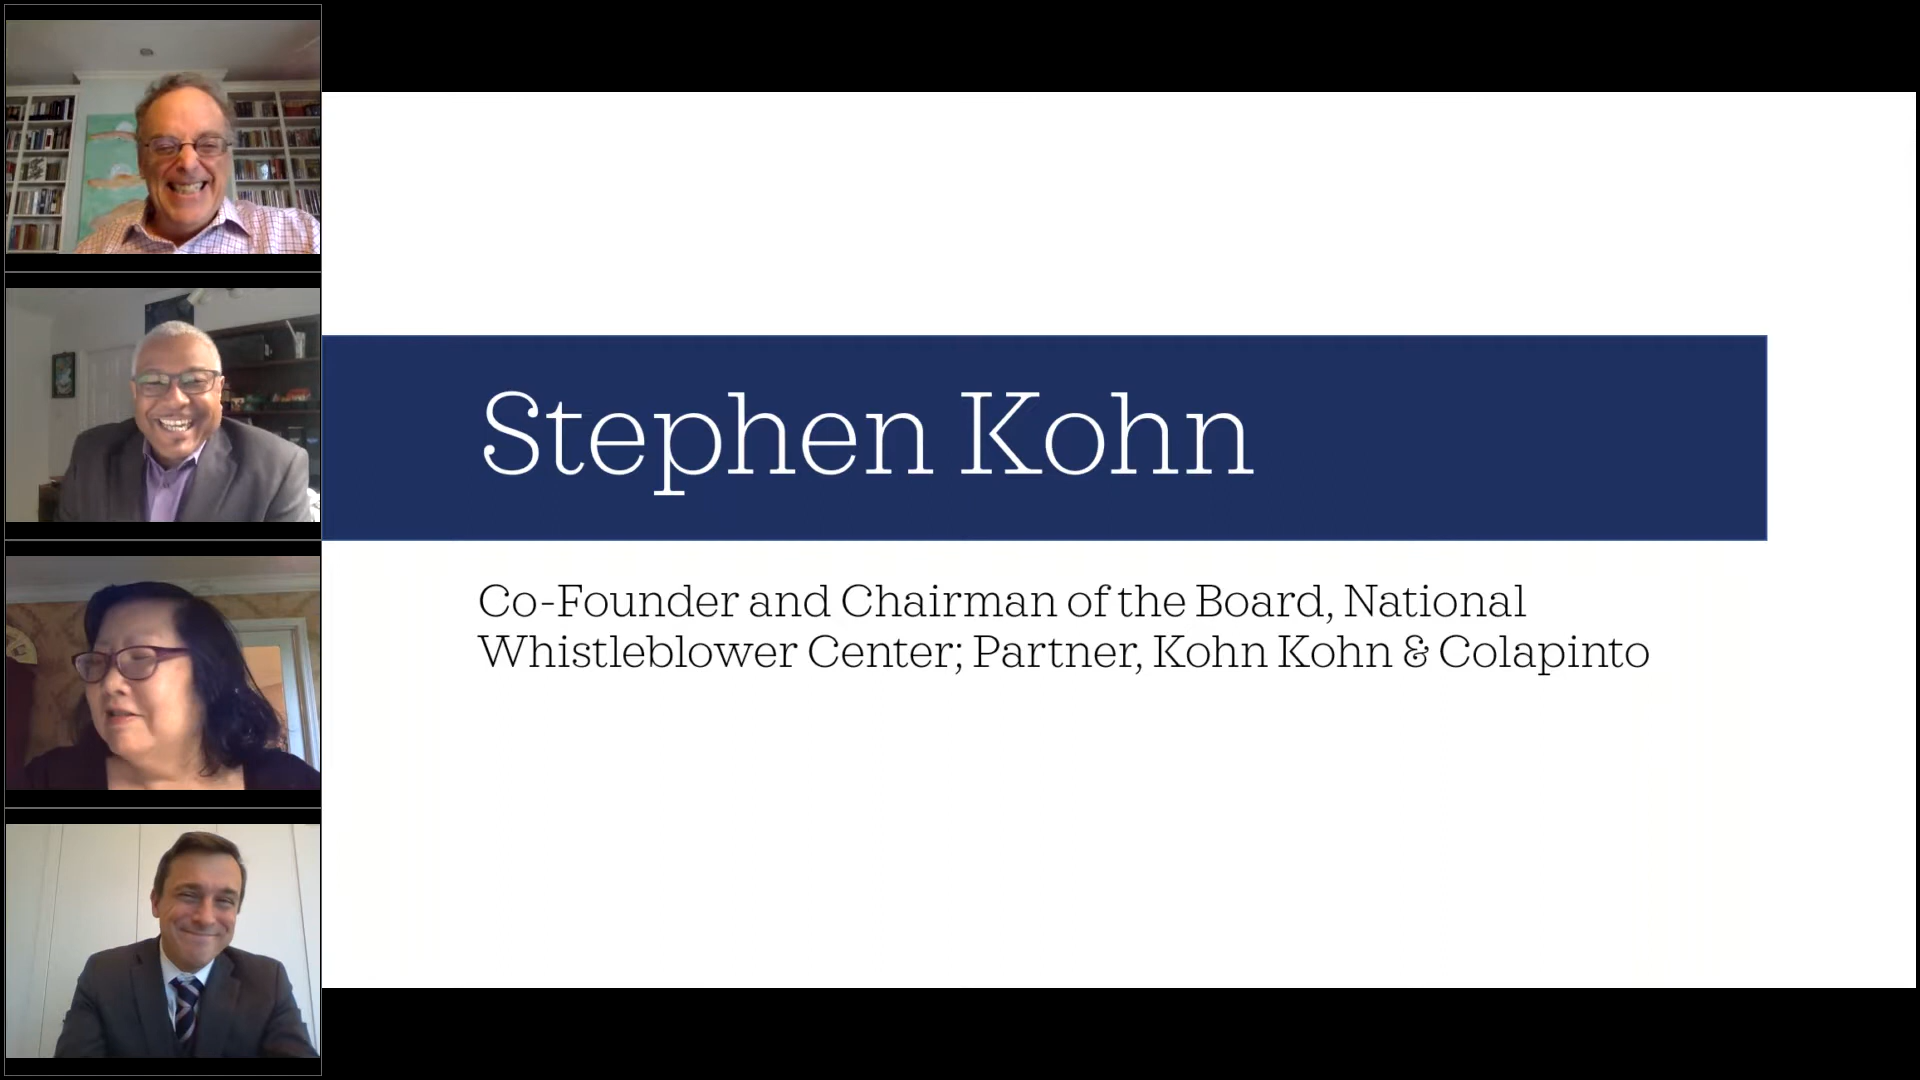 Stephen Kohn
Co-Founder and Chairman of the Board, National
Whistleblower Center; Partner, Kohn Kohn & Colapinto